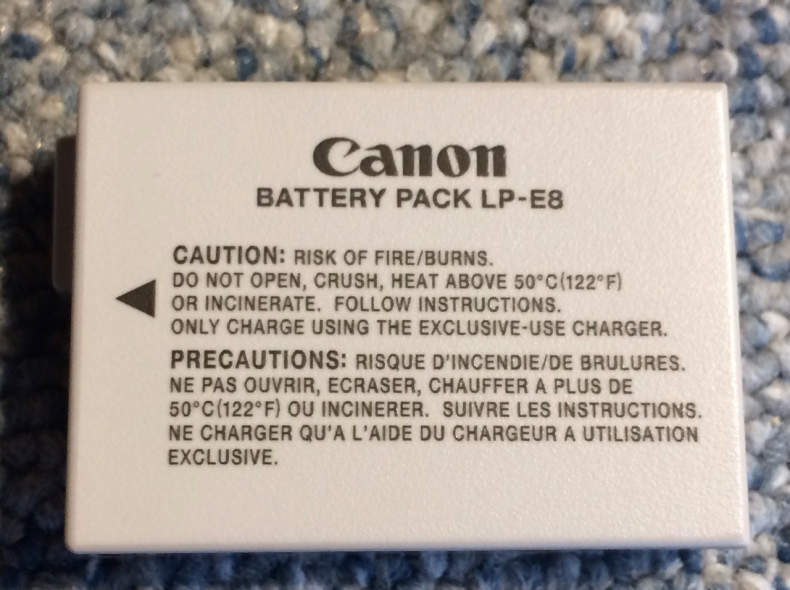 Canon
BATTERY PACK LP-E8
CAUTION: RISK OF FIRE/BURNS.
DO NOT OPEN, CRUSH, HEAT ABOVE 50°C(122°F)
OR INCINERATE. FOLLOW INSTRUCTIONS.
ONLY CHARGE USING THE EXCLUSIVE-USE CHARGER.
PRECAUTIONS: RISQUE D'INCENDIE/DE BRULURES.
NE PAS OUVRIR, ECRASER, CHAUFFER A PLUS DE
50°C(122°F) OU INCINERER. SUIVRE LES INSTRUCTIONS.
NE CHARGER QU'A L'AIDE DU CHARGEUR A UTILISATION
EXCLUSIVE.